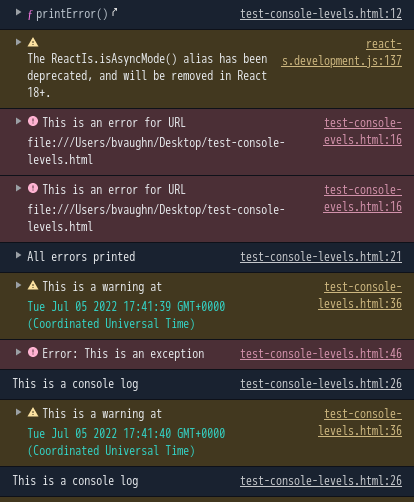 ƒ printError() test-console-levels.html:12
react-
The ReactIs.isAsyncMode() alias has been s.development.js:137
deprecated, and will be removed in React
18+.
This is an error for URL test-console-
file:///Users/bvaughn/Desktop/test-console- levels.html:16
levels.html
This is an error for URL test-console-
file:///Users/bvaughn/Desktop/test-console- levels.html:16
levels.html
All errors printed test-console-levels.html:21
This is a warning at test-console-
Tue Jul 05 2022 17:41:39 GMT+0000 levels.html:36
(Coordinated Universal Time)
Error: This is an exception test-console-levels.html:46
This is a console log test-console-levels.html:26
This is a warning at test-console-
Tue Jul 05 2022 17:41:40 GMT+0000 levels.html:36
(Coordinated Universal Time)
This is a console log test-console-levels.html:26